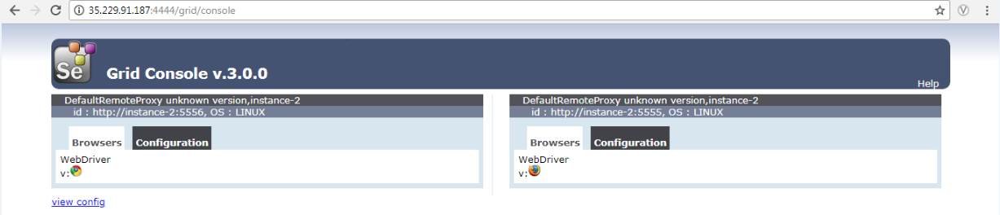 35.229.91.187:4444/grid/console
Se
Grid Console v.3.0.0
Help
DefaultRemoteProxy unknown version,instance-2
id : http://instance-2:5556, OS : LINUX
Browsers Configuration
WebDriver
v:
DefaultRemoteProxy unknown version,instance-2
id : http://instance-2:5555, OS : LINUX
Browsers Configuration
WebDriver
v:
view config